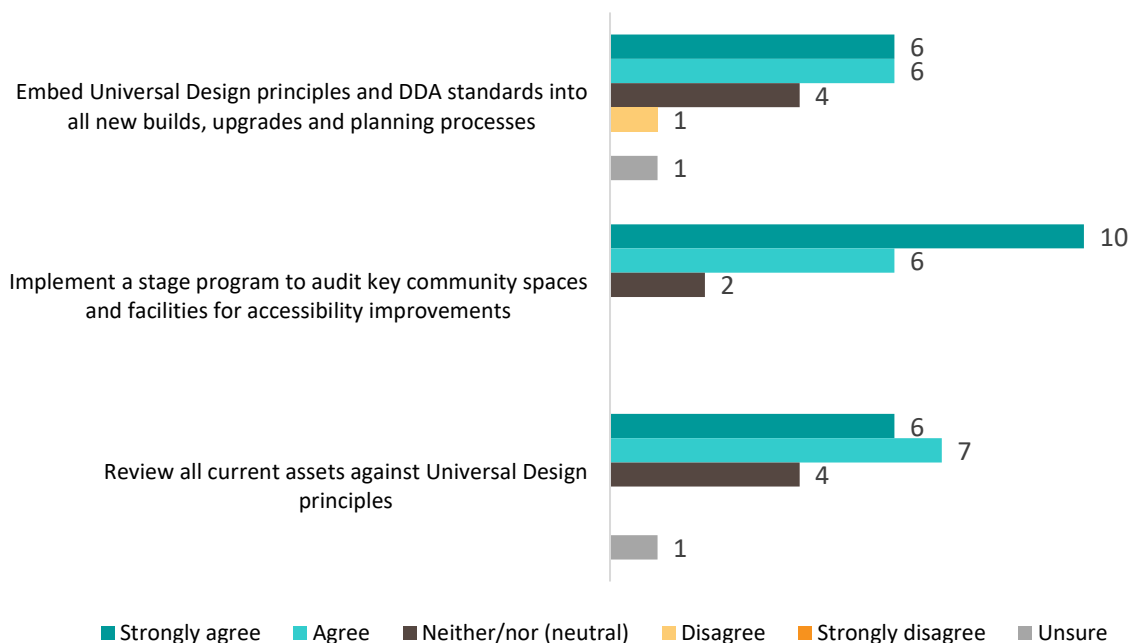 6
6
Embed Universal Design principles and DDA standards into
4
all new builds, upgrades and planning processes
1
1
10
Implement a stage program to audit key community spaces
6
and facilities for accessibility improvements
2
6
Review all current assets against Universal Design
7
principles
4
1
Strongly agree Agree Neither/nor (neutral) Disagree Strongly disagree Unsure